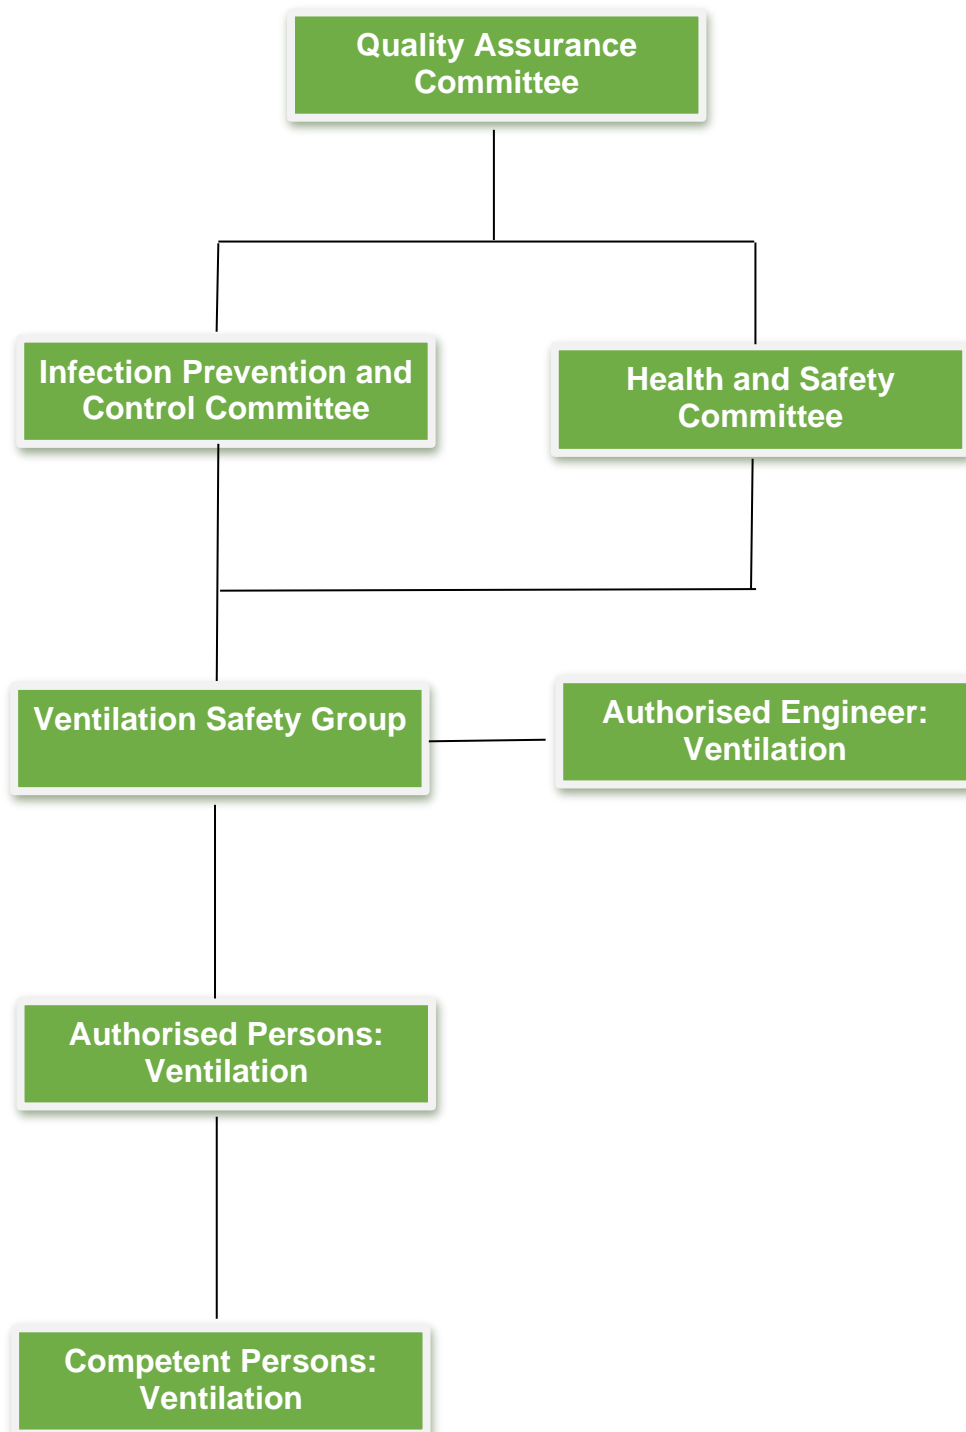 Quality Assurance
Committee
Infection Prevention and
Control Committee
Health and Safety
Committee
Ventilation Safety Group
Authorised Engineer:
Ventilation
Authorised Persons:
Ventilation
Competent Persons:
Ventilation